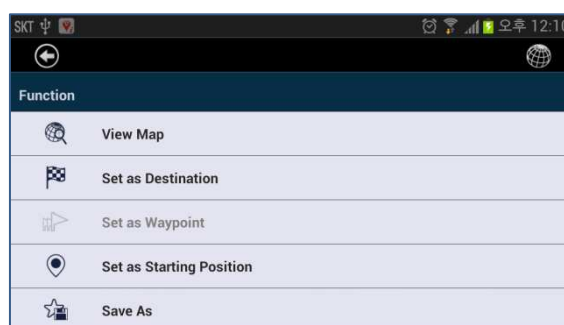 SKT 오후 12:10
Function
View Map
Set as Destination
Set as Waypoint
Set as Starting Position
Save As